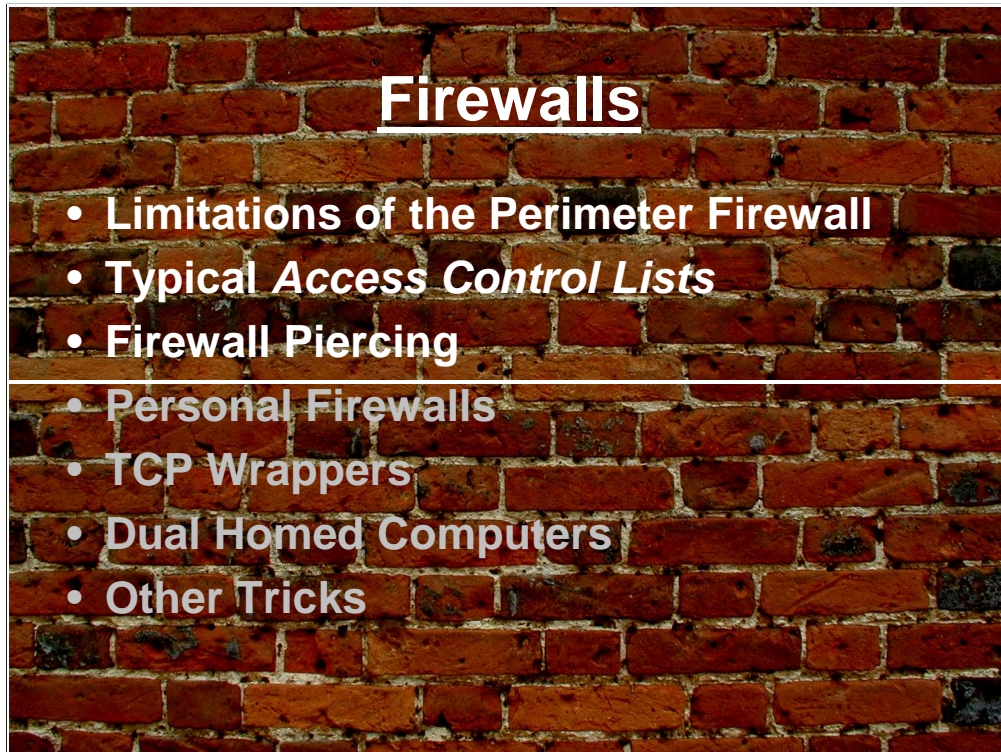 Firewalls
• Limitations of the Perimeter Firewall
• Typical Access Control Lists
• Firewall Piercing
• Personal Firewalls
• TCP Wrappers
• Dual Homed Computers
• Other Tricks